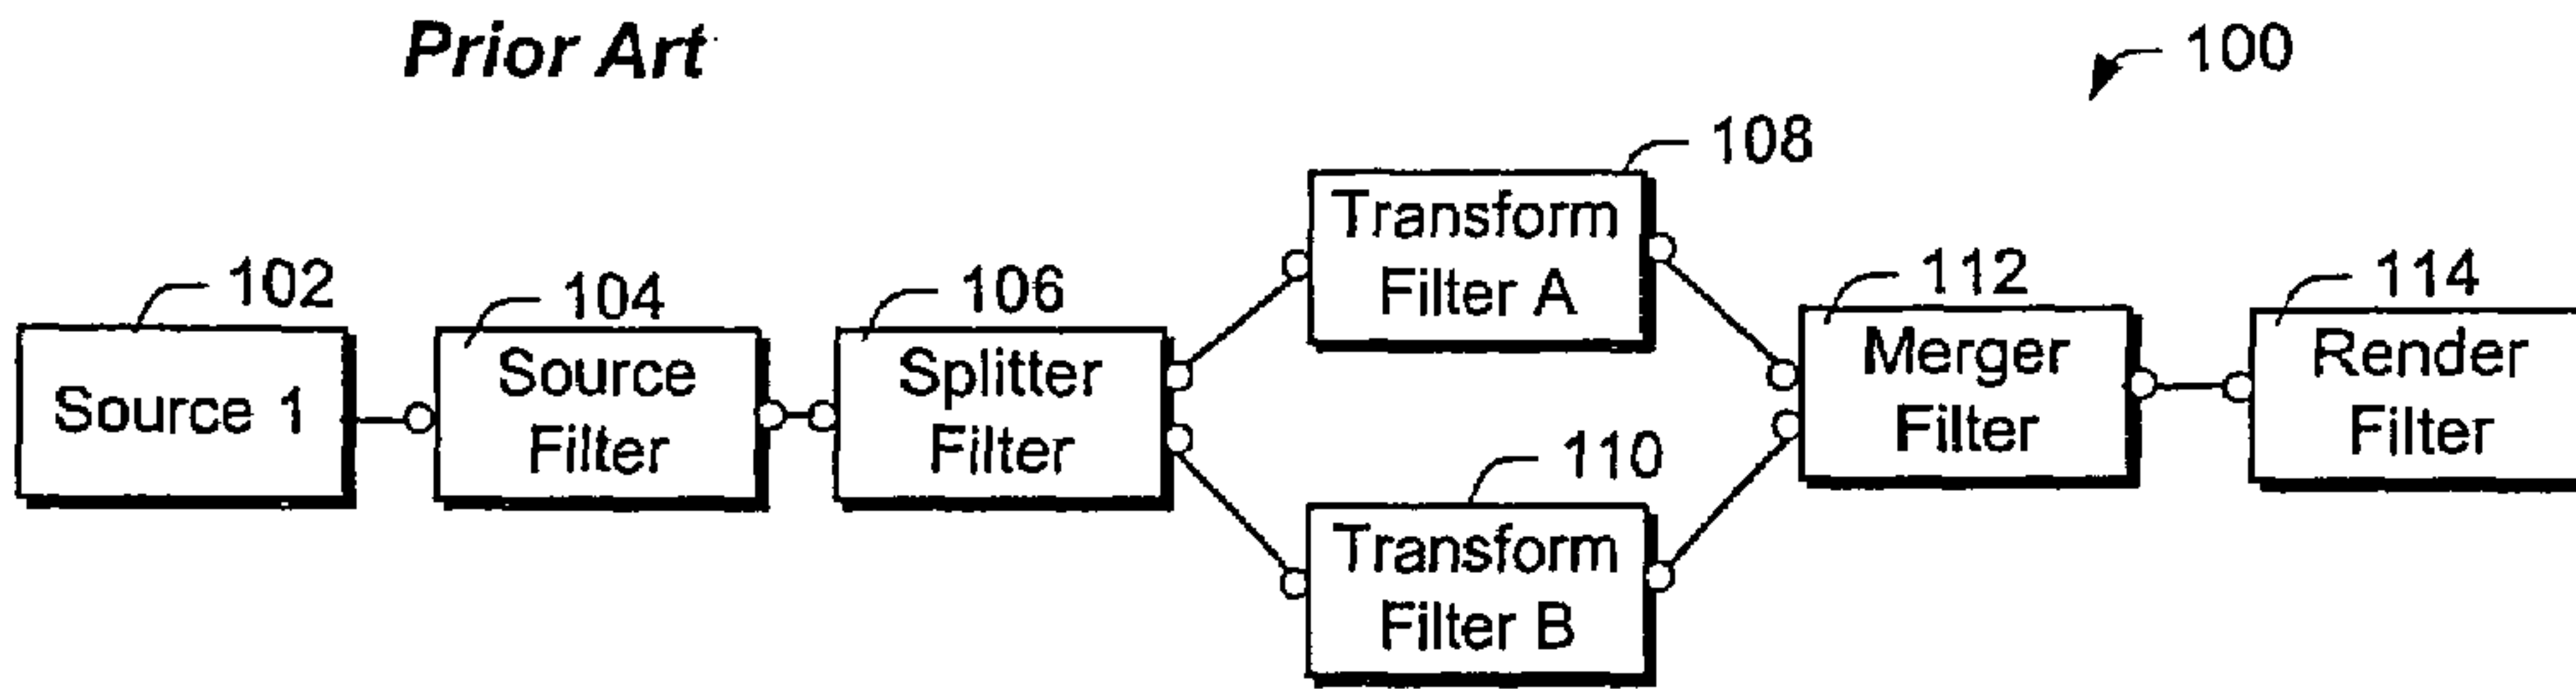 Prior Art
100
102
Source 1
104
Source
Filter
106
Splitter
Filter
108
Transform
Filter A
110
Transform
Filter B
112
Merger
Filter
114
Render
Filter